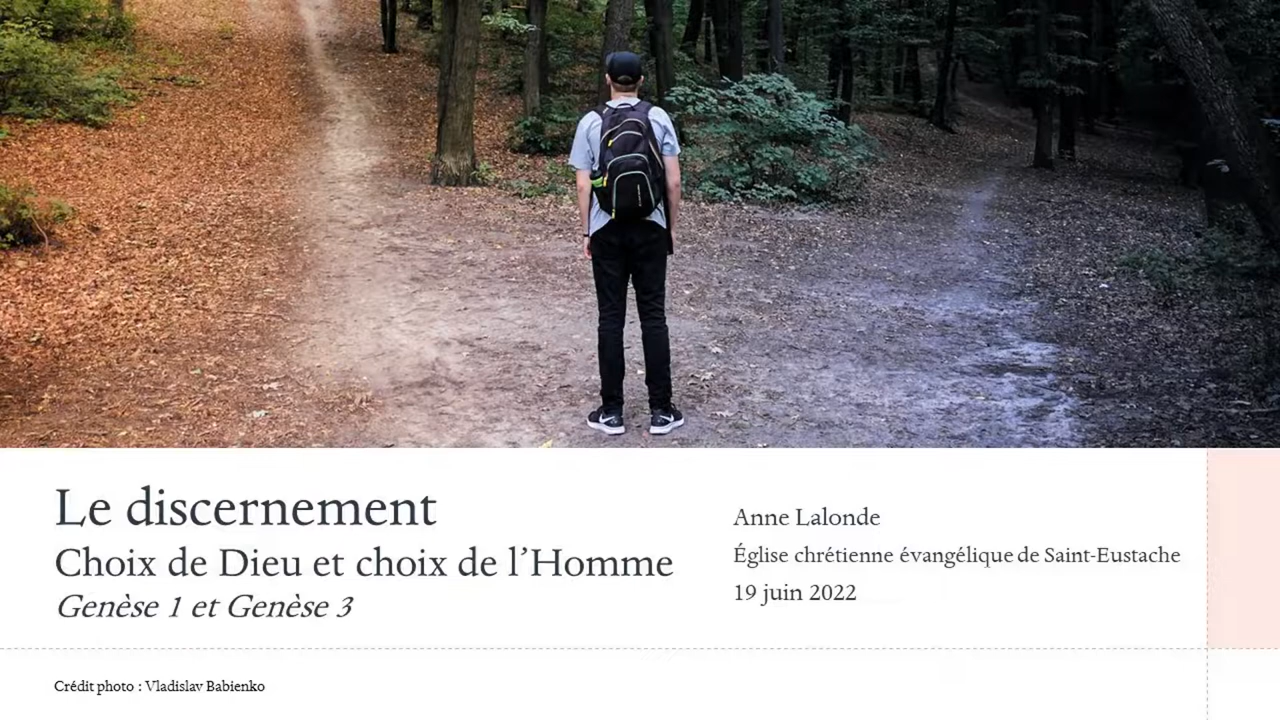 Le discernement
Choix de Dieu et choix de l’Homme
Genèse 1 et Genèse 3
Anne Lalonde
Église chrétienne évangélique de Saint-Eustache
19 juin 2022
Crédit photo : Vladislav Babienko